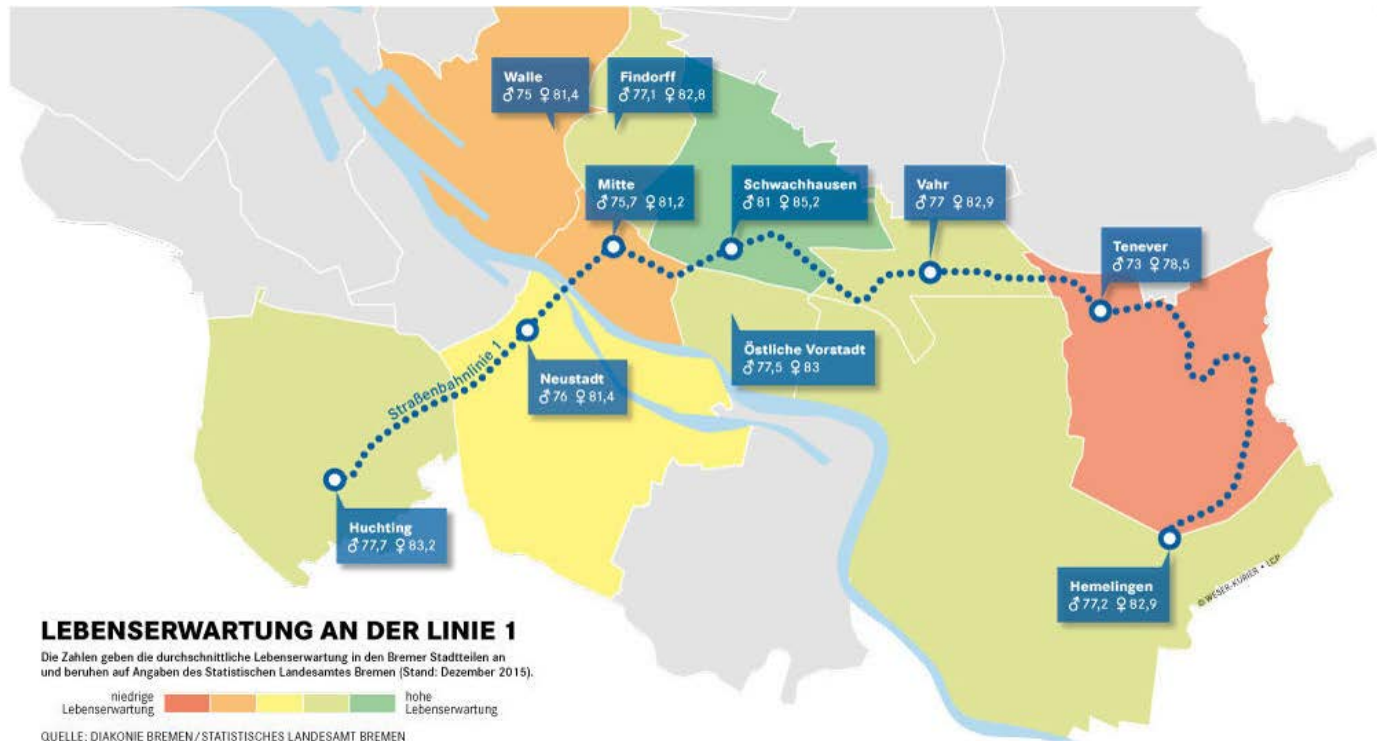 Walle
♂75 ♀81,4
Findorff
♂77,1 ♀82,8
Mitte
♂75,7 ♀81,2
Schwachhausen
♂81 ♀85,2
Vahr
♂77 ♀82,9
Tenever
♂73 ♀78,5
Östliche Vorstadt
♂77,5 ♀83
Neustadt
♂76 ♀81,4
Straßenbahnlinie 1
Huchting
♂77,7 ♀83,2
Hemelingen
♂77,2 ♀82,9
© WESER-KURIER • LCP
LEBENSERWARTUNG AN DER LINIE 1
Die Zahlen geben die durchschnittliche Lebenserwartung in den Bremer Stadtteilen an
und beruhen auf Angaben des Statistischen Landesamtes Bremen (Stand: Dezember 2015).
niedrige
Lebenserwartung
hohe
Lebenserwartung
QUELLE: DIAKONIE BREMEN/STATISTISCHES LANDESAMT BREMEN